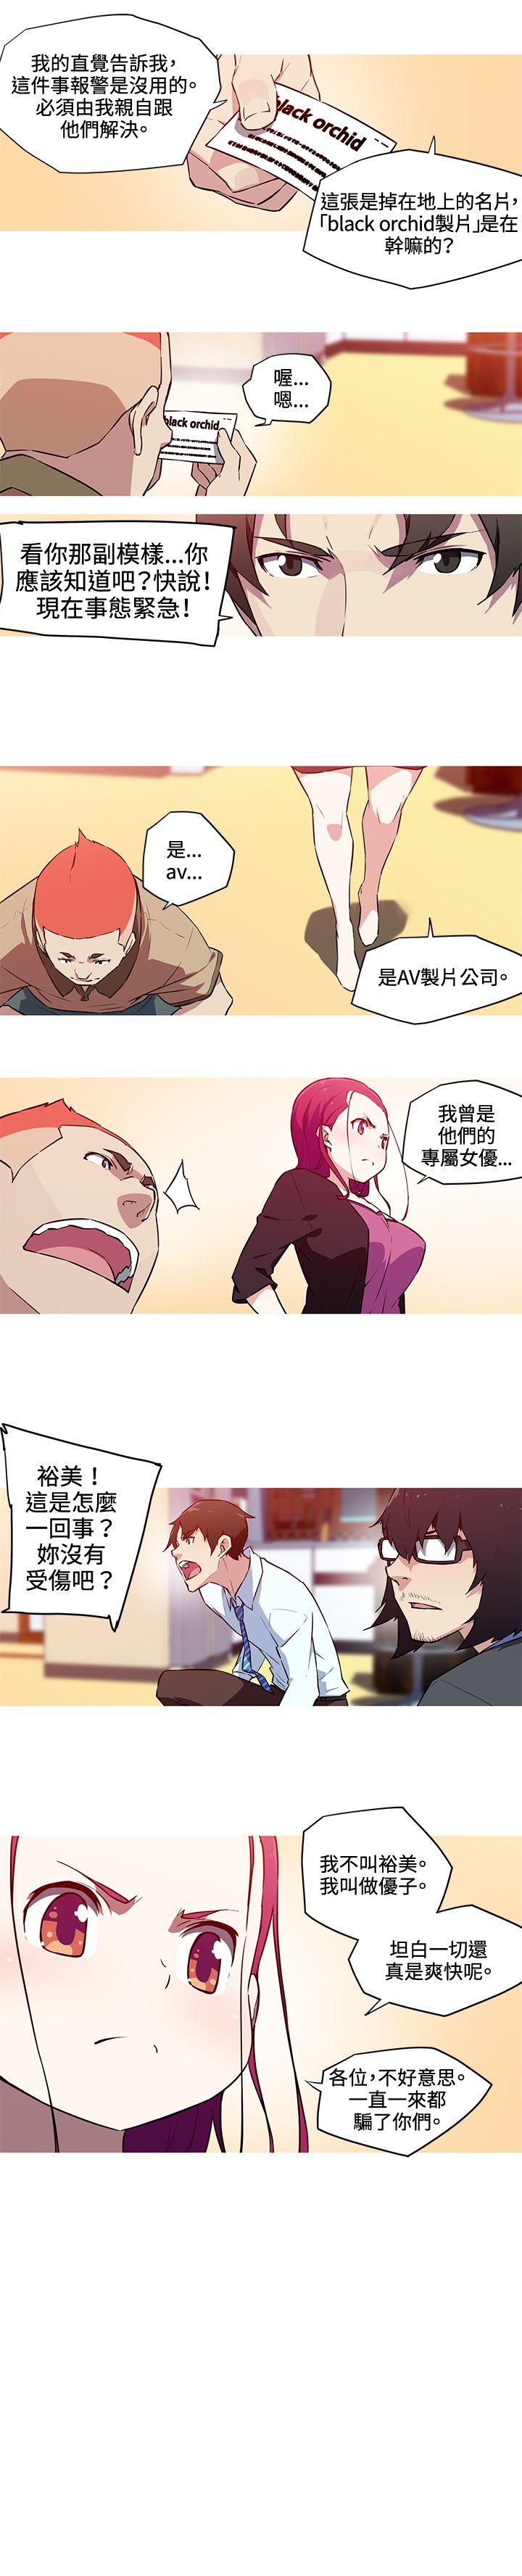 我的直覺告訴我，
這件事報警是沒用的。
必須由我親自跟
他們解決。
black orchid
這張是掉在地上的名片，
「black orchid製片」是在
幹嘛的？
喔...
嗯...
black orchid
看你那副模樣...你
應該知道吧？快說！
現在事態緊急！
是...
av...
是AV製片公司。
我曾是
他們的
專屬女優...
裕美！
這是怎麼
一回事？
妳沒有
受傷吧？
我不叫裕美。
我叫做優子。
坦白一切還
真是爽快呢。
各位，不好意思。
一直一來都
騙了你們。